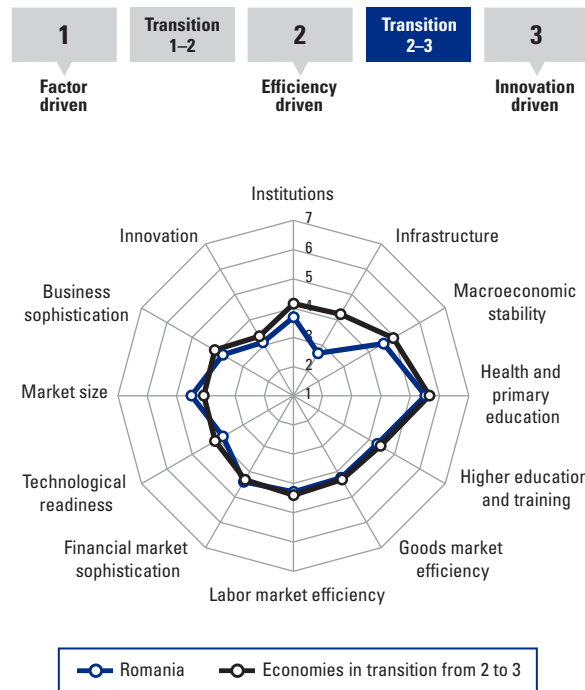 1
Transition
1–2
2
Transition
2–3
3
Factor
driven
Efficiency
driven
Innovation
driven
Institutions
7
6
5
4
3
2
1
Innovation
Infrastructure
Business
sophistication
Macroeconomic
stability
Market size
Health and
primary
education
Technological
readiness
Higher education
and training
Financial market
sophistication
Goods market
efficiency
Labor market efficiency
Romania
Economies in transition from 2 to 3